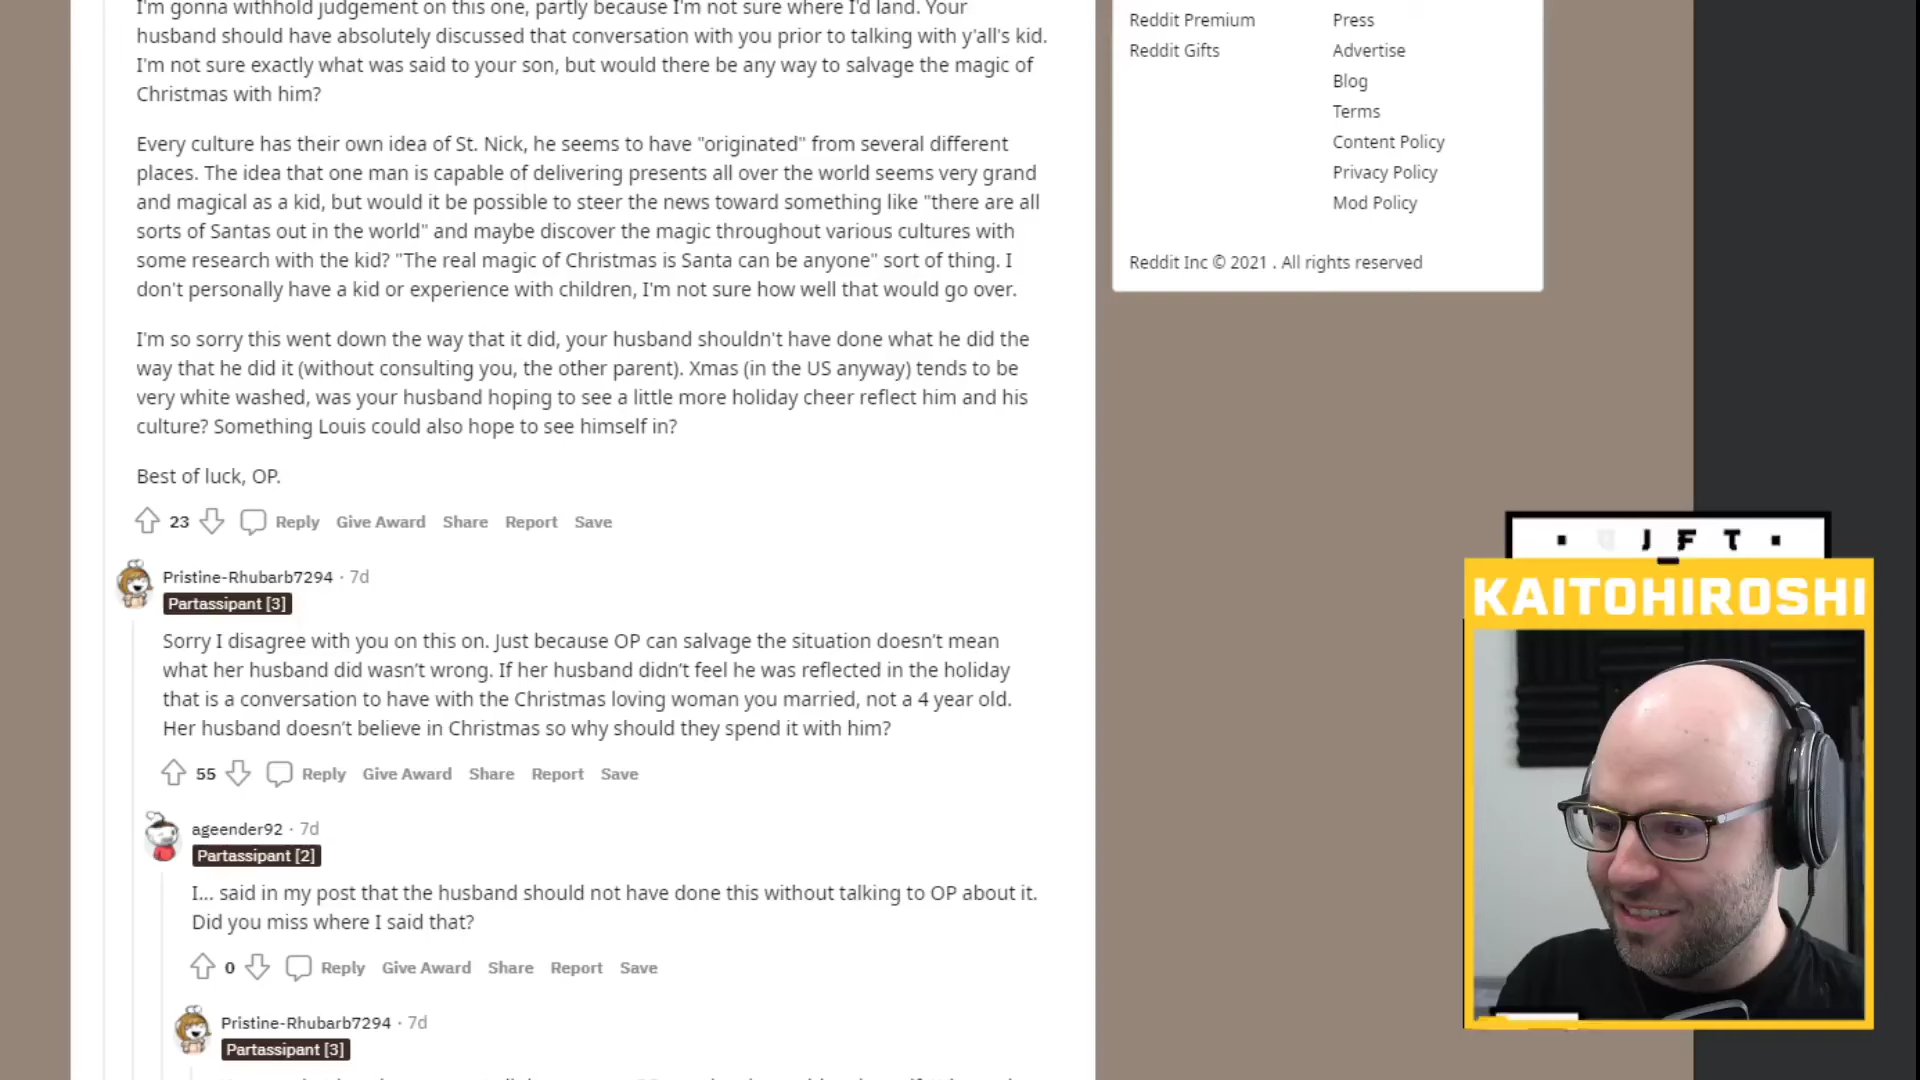 I'm gonna withhold judgement on this one, partly because I'm not sure where I'd land. Your
husband should have absolutely discussed that conversation with you prior to talking with y'all's kid.
I'm not sure exactly what was said to your son, but would there be any way to salvage the magic of
Christmas with him?
Every culture has their own idea of St. Nick, he seems to have "originated" from several different
places. The idea that one man is capable of delivering presents all over the world seems very grand
and magical as a kid, but would it be possible to steer the news toward something like "there are all
sorts of Santas out in the world" and maybe discover the magic throughout various cultures with
some research with the kid? "The real magic of Christmas is Santa can be anyone" sort of thing. I
don't personally have a kid or experience with children, I'm not sure how well that would go over.
I'm so sorry this went down the way that it did, your husband shouldn't have done what he did the
way that he did it (without consulting you, the other parent). Xmas (in the US anyway) tends to be
very white washed, was your husband hoping to see a little more holiday cheer reflect him and his
culture? Something Louis could also hope to see himself in?
Best of luck, OP.
23 Reply Give Award Share Report Save
Pristine-Rhubarb7294 · 7d
Partassipant [3]
Sorry I disagree with you on this on. Just because OP can salvage the situation doesn’t mean
what her husband did wasn’t wrong. If her husband didn’t feel he was reflected in the holiday
that is a conversation to have with the Christmas loving woman you married, not a 4 year old.
Her husband doesn’t believe in Christmas so why should they spend it with him?
55 Reply Give Award Share Report Save
ageender92 · 7d
Partassipant [2]
I... said in my post that the husband should not have done this without talking to OP about it.
Did you miss where I said that?
0 Reply Give Award Share Report Save
Pristine-Rhubarb7294 · 7d
Partassipant [3]
Reddit Premium Press
Reddit Gifts Advertise
Blog
Terms
Content Policy
Privacy Policy
Mod Policy
Reddit Inc © 2021 . All rights reserved
KAITOHIROSHI